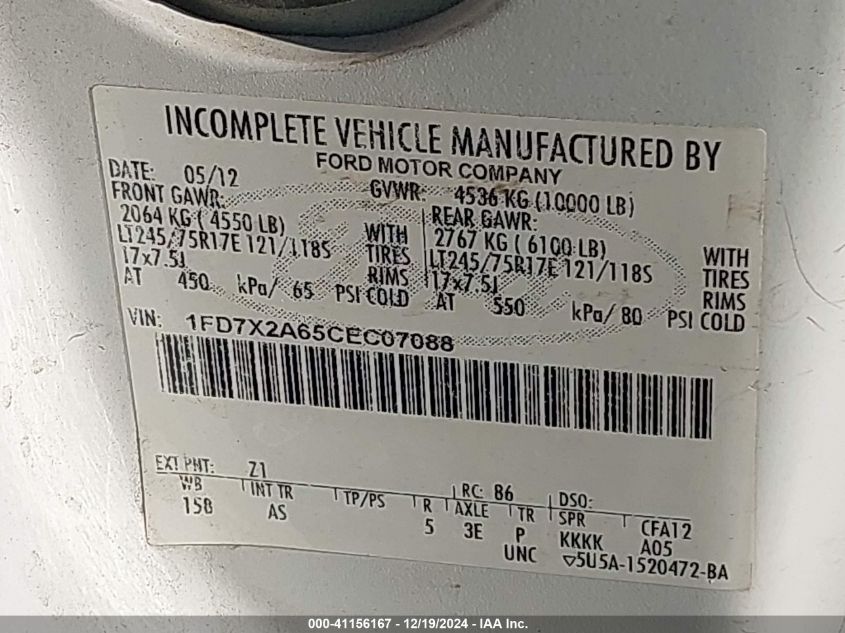 INCOMPLETE VEHICLE MANUFACTURED BY
FORD MOTOR COMPANY
DATE: 05/12 GVWR: 4536 KG (10000 LB)
FRONT GAWR: REAR GAWR:
2064 KG ( 4550 LB) WITH 2767 KG ( 6100 LB) WITH
LT245/75R17E 121/118S TIRES LT245/75R17E 121/118S TIRES
17x7.5J RIMS 17x7.5J RIMS
AT 450 kPa/ 65 PSI COLD AT 550 kPa/ 80 PSI COLD
VIN: 1FD7X2A65CEC07088
EXT PNT: Z1 RC: 86 DSO:
WB INT TR TP/PS R AXLE TR SPR CFA12
158 AS 5 3E P KKKK A05
UNC ▽5U5A-1520472-BA
000-41156167 - 12/19/2024 - IAA Inc.